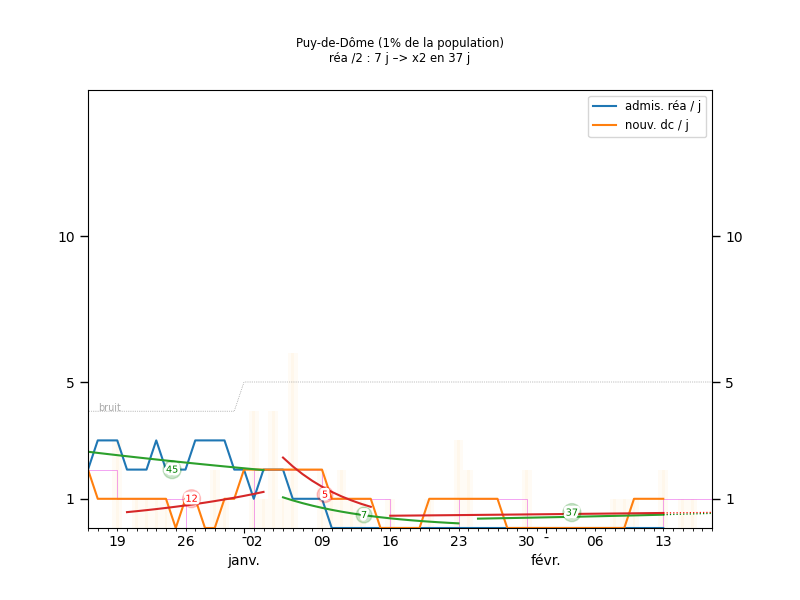 Puy-de-Dôme (1% de la population)
réa /2 : 7 j –> x2 en 37 j
admis. réa / j
nouv. dc / j
10 10
5 5
bruit
45
12
5
7
37
1 1
19 26 02 09 16 23 30 06 13
janv. févr.